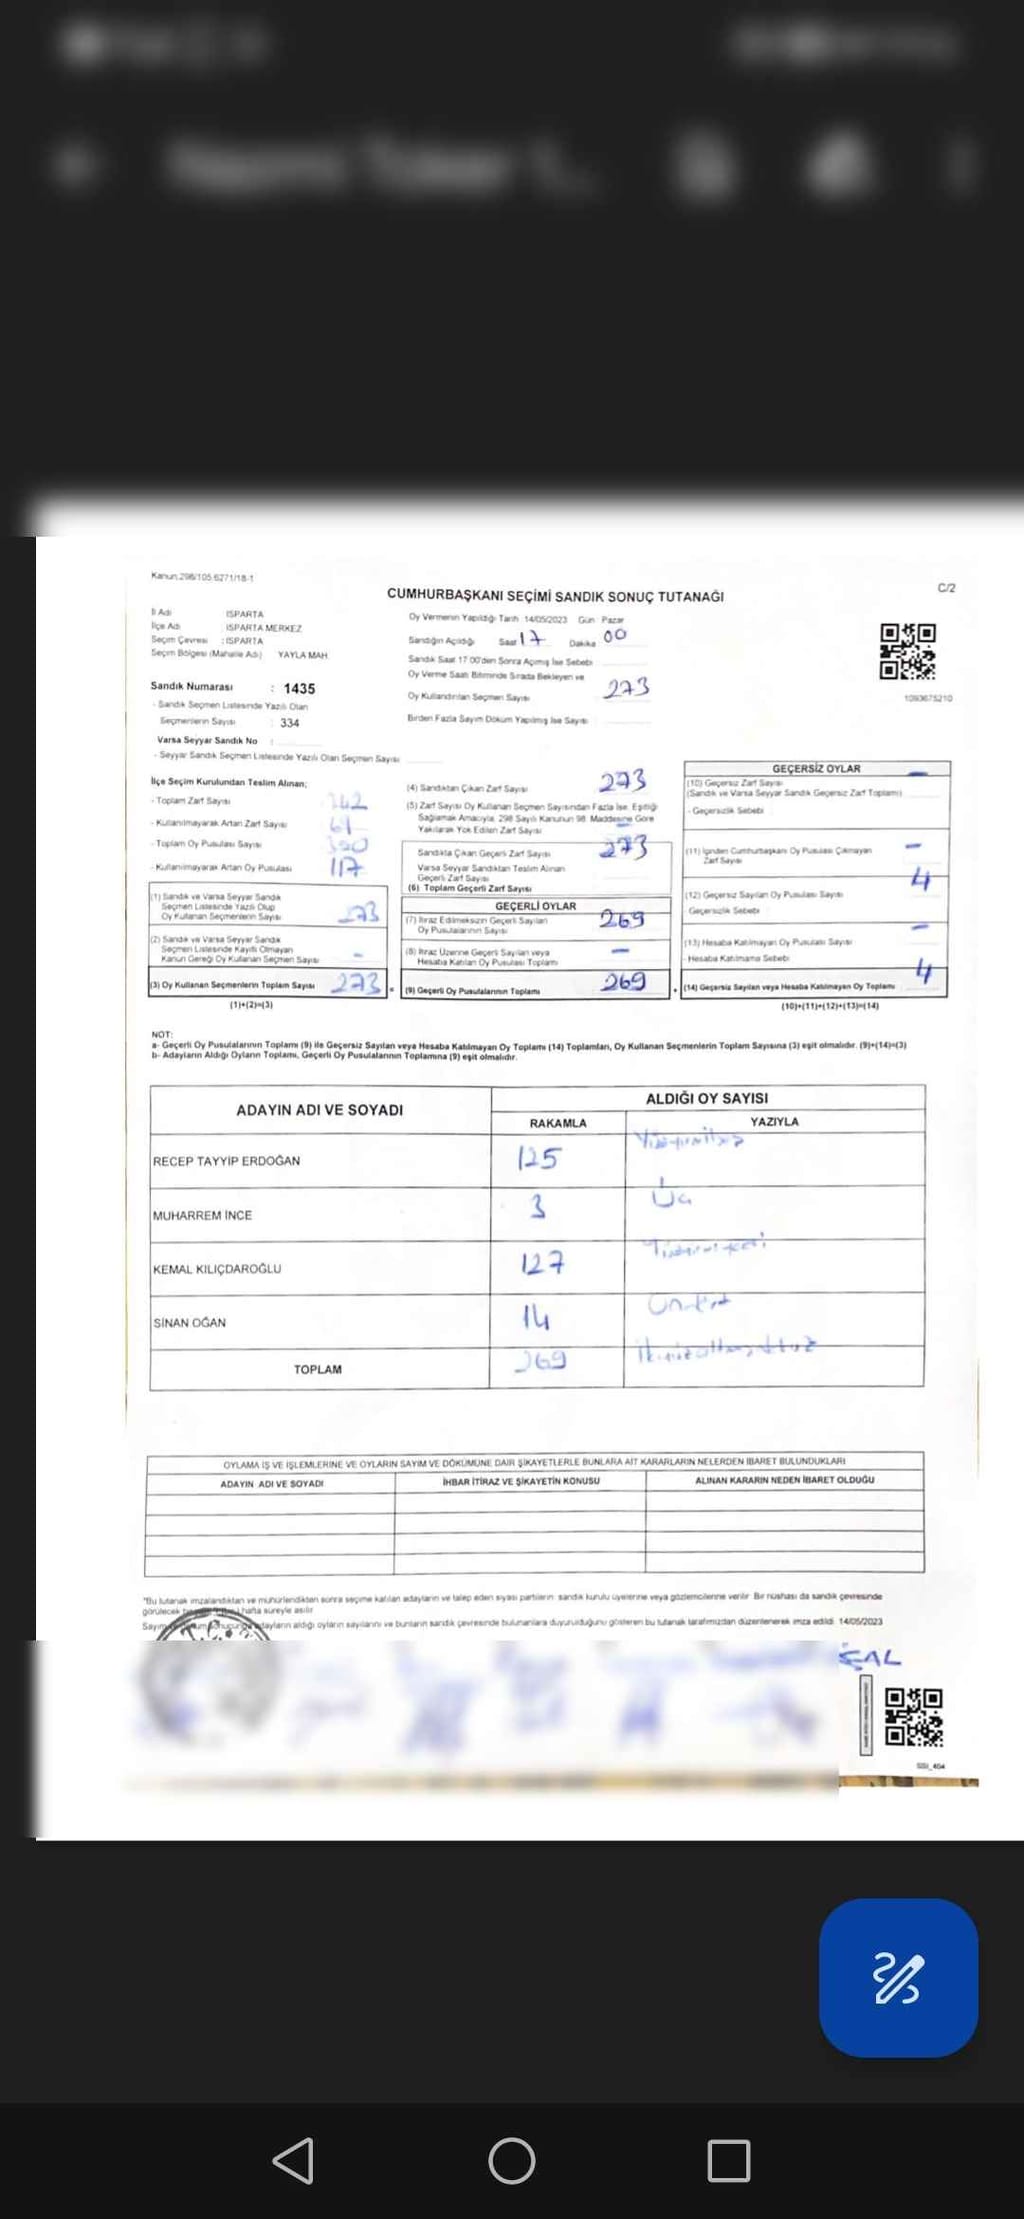 Kanun:298/105 6271/18-1
C/2
CUMHURBAŞKANI SEÇİMİ SANDIK SONUÇ TUTANAĞI
İl Adı ISPARTA
İlçe Adı ISPARTA MERKEZ
Seçim Çevresi : ISPARTA
Seçim Bölgesi (Mahalle Adı) YAYLA MAH.
Oy Vermenin Yapıldığı Tarih 14/05/2023 Gün Pazar
Sandığın Açıldığı Saat 17 Dakika 00
Sandık Saat 17:00'den Sonra Açımış İse Sebebi
Oy Verme Saati Bitiminde Sırada Bekleyen ve
Oy Kullandırılan Seçmen Sayısı 273
Birden Fazla Sayım Döküm Yapılmış İse Sayısı
1093675210
Sandık Numarası : 1435
- Sandık Seçmen Listesinde Yazılı Olan
Seçmenlerin Sayısı : 334
Varsa Seyyar Sandık No :
- Seyyar Sandık Seçmen Listesinde Yazılı Olan Seçmen Sayısı
İlçe Seçim Kurulundan Teslim Alınan;
- Toplam Zarf Sayısı 342
- Kullanılmayarak Artan Zarf Sayısı 69
- Toplam Oy Pusulası Sayısı 390
- Kullanılmayarak Artan Oy Pusulası 117
(1) Sandık ve Varsa Seyyar Sandık
Seçmen Listesinde Yazılı Olup
Oy Kullanan Seçmenlerin Sayısı 273
(2) Sandık ve Varsa Seyyar Sandık
Seçmen Listesinde Kayıtlı Olmayan
Kanun Gereği Oy Kullanan Seçmen Sayısı -
(3) Oy Kullanan Seçmenlerin Toplam Sayısı 273 =
(1)+(2)=(3)
(4) Sandıktan Çıkan Zarf Sayısı 273
(5) Zarf Sayısı Oy Kullanan Seçmen Sayısından Fazla İse, Eşitliği
Sağlamak Amacıyla 298 Sayılı Kanunun 98. Maddesine Göre
Yakılarak Yok Edilen Zarf Sayısı -
Sandıkta Çıkan Geçerli Zarf Sayısı 273
Varsa Seyyar Sandıktan Teslim Alınan
Geçerli Zarf Sayısı
(6) Toplam Geçerli Zarf Sayısı
GEÇERLİ OYLAR
(7) İtiraz Edilmeksizin Geçerli Sayılan
Oy Pusulalarının Sayısı 269
(8) İtiraz Üzerine Geçerli Sayılan veya
Hesaba Katılan Oy Pusulası Toplamı -
(9) Geçerli Oy Pusulalarının Toplamı 269 +
GEÇERSİZ OYLAR
(10) Geçersiz Zarf Sayısı -
(Sandık ve Varsa Seyyar Sandık Geçersiz Zarf Toplamı)
- Geçersizlik Sebebi
(11) İçinden Cumhurbaşkanı Oy Pusulası Çıkmayan
Zarf Sayısı -
(12) Geçersiz Sayılan Oy Pusulası Sayısı 4
Geçersizlik Sebebi
(13) Hesaba Katılmayan Oy Pusulası Sayısı -
- Hesaba Katılmama Sebebi
(14) Geçersiz Sayılan veya Hesaba Katılmayan Oy Toplamı 4
(10)+(11)+(12)+(13)=(14)
NOT:
a- Geçerli Oy Pusulalarının Toplamı (9) ile Geçersiz Sayılan veya Hesaba Katılmayan Oy Toplamı (14) Toplamları, Oy Kullanan Seçmenlerin Toplam Sayısına (3) eşit olmalıdır. (9)+(14)=(3)
b- Adayların Aldığı Oyların Toplamı, Geçerli Oy Pusulalarının Toplamına (9) eşit olmalıdır.
ADAYIN ADI VE SOYADI ALDIĞI OY SAYISI
RAKAMLA YAZIYLA
RECEP TAYYİP ERDOĞAN 125
MUHARREM İNCE 3 Üç
KEMAL KILIÇDAROĞLU 127
SİNAN OĞAN 14 Ondört
TOPLAM 269 İkiyüzaltmışdokuz
OYLAMA İŞ VE İŞLEMLERİNE VE OYLARIN SAYIM VE DÖKÜMÜNE DAİR ŞİKAYETLERLE BUNLARA AİT KARARLARIN NELERDEN İBARET BULUNDUKLARI
ADAYIN ADI VE SOYADI İHBAR İTİRAZ VE ŞİKAYETİN KONUSU ALINAN KARARIN NEDEN İBARET OLDUĞU
*Bu tutanak imzalandıktan ve mühürlendikten sonra seçime katılan adayların ve talep eden siyasi partilerin sandık kurulu üyelerine veya gözlemcilerine verilir. Bir nüshası da sandık çevresinde
görülecek hafta süreyle asılır
adayların aldığı oyların sayılarını ve bunların sandık çevresinde bulunanlara duyurulduğunu gösteren bu tutanak tarafımızdan düzenlenerek imza edildi. 14/05/2023
T.C.